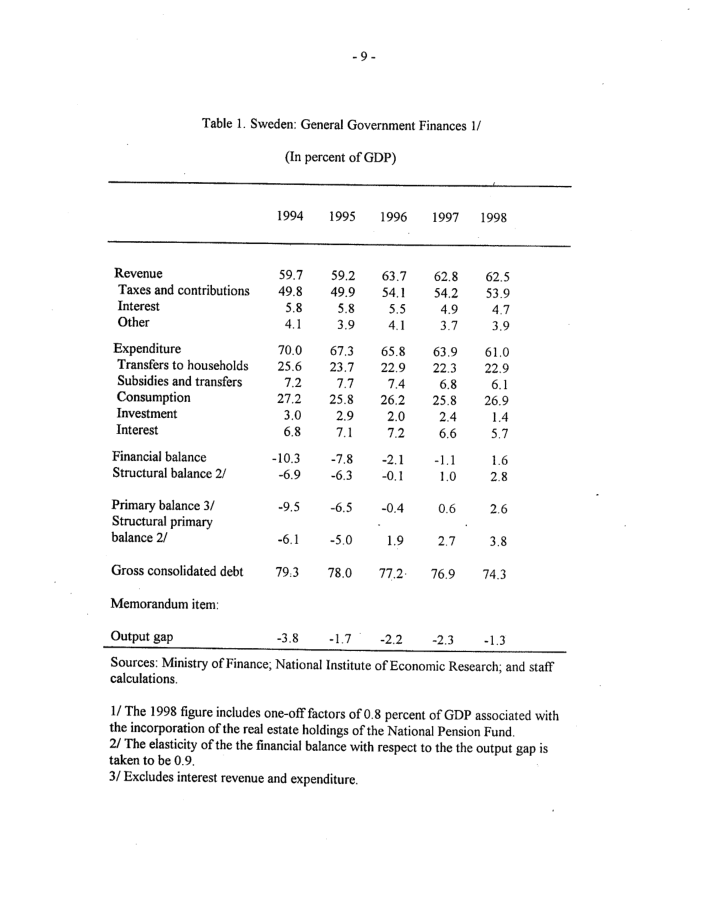 - 9 -
Table 1. Sweden: General Government Finances 1/
(In percent of GDP)
1994 1995 1996 1997 1998
Revenue 59.7 59.2 63.7 62.8 62.5
Taxes and contributions 49.8 49.9 54.1 54.2 53.9
Interest 5.8 5.8 5.5 4.9 4.7
Other 4.1 3.9 4.1 3.7 3.9
Expenditure 70.0 67.3 65.8 63.9 61.0
Transfers to households 25.6 23.7 22.9 22.3 22.9
Subsidies and transfers 7.2 7.7 7.4 6.8 6.1
Consumption 27.2 25.8 26.2 25.8 26.9
Investment 3.0 2.9 2.0 2.4 1.4
Interest 6.8 7.1 7.2 6.6 5.7
Financial balance -10.3 -7.8 -2.1 -1.1 1.6
Structural balance 2/ -6.9 -6.3 -0.1 1.0 2.8
Primary balance 3/ -9.5 -6.5 -0.4 0.6 2.6
Structural primary
balance 2/ -6.1 -5.0 1.9 2.7 3.8
Gross consolidated debt 79.3 78.0 77.2 76.9 74.3
Memorandum item:
Output gap -3.8 -1.7 -2.2 -2.3 -1.3
Sources: Ministry of Finance; National Institute of Economic Research; and staff
calculations.
1/ The 1998 figure includes one-off factors of 0.8 percent of GDP associated with
the incorporation of the real estate holdings of the National Pension Fund.
2/ The elasticity of the the financial balance with respect to the the output gap is
taken to be 0.9.
3/ Excludes interest revenue and expenditure.